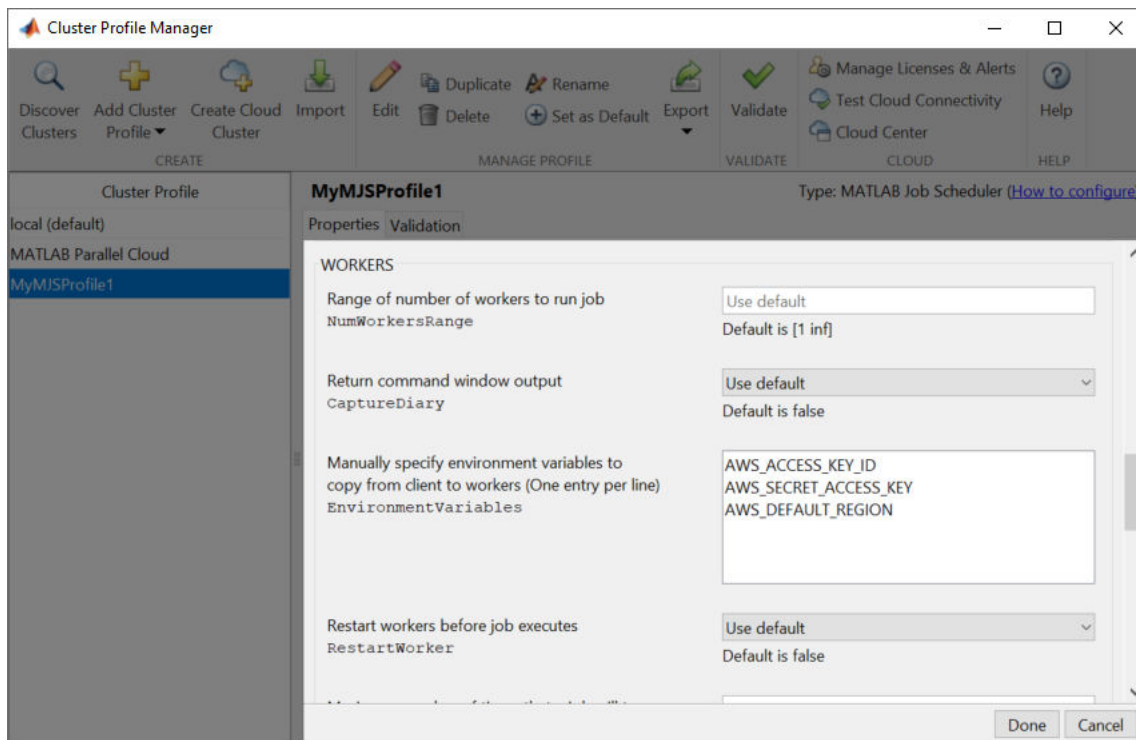 Cluster Profile Manager
Discover Clusters
Add Cluster Profile
Create Cloud Cluster
Import
CREATE
Edit
Duplicate
Delete
Rename
Set as Default
Export
MANAGE PROFILE
Validate
VALIDATE
Manage Licenses & Alerts
Test Cloud Connectivity
Cloud Center
CLOUD
Help
HELP
Cluster Profile
local (default)
MATLAB Parallel Cloud
MyMJSProfile1
MyMJSProfile1
Type: MATLAB Job Scheduler (How to configure
Properties
Validation
WORKERS
Range of number of workers to run job
NumWorkersRange
Use default
Default is [1 inf]
Return command window output
CaptureDiary
Use default
Default is false
Manually specify environment variables to
copy from client to workers (One entry per line)
EnvironmentVariables
AWS_ACCESS_KEY_ID
AWS_SECRET_ACCESS_KEY
AWS_DEFAULT_REGION
Restart workers before job executes
RestartWorker
Use default
Default is false
Done
Cancel